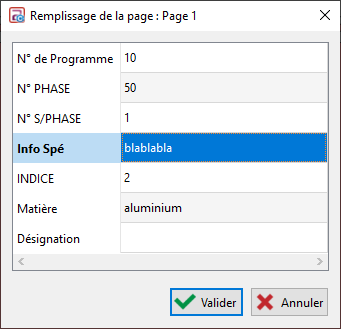 Remplissage de la page : Page 1
N° de Programme 10
N° PHASE 50
N° S/PHASE 1
Info Spé blablabla
INDICE 2
Matière aluminium
Désignation
Valider Annuler